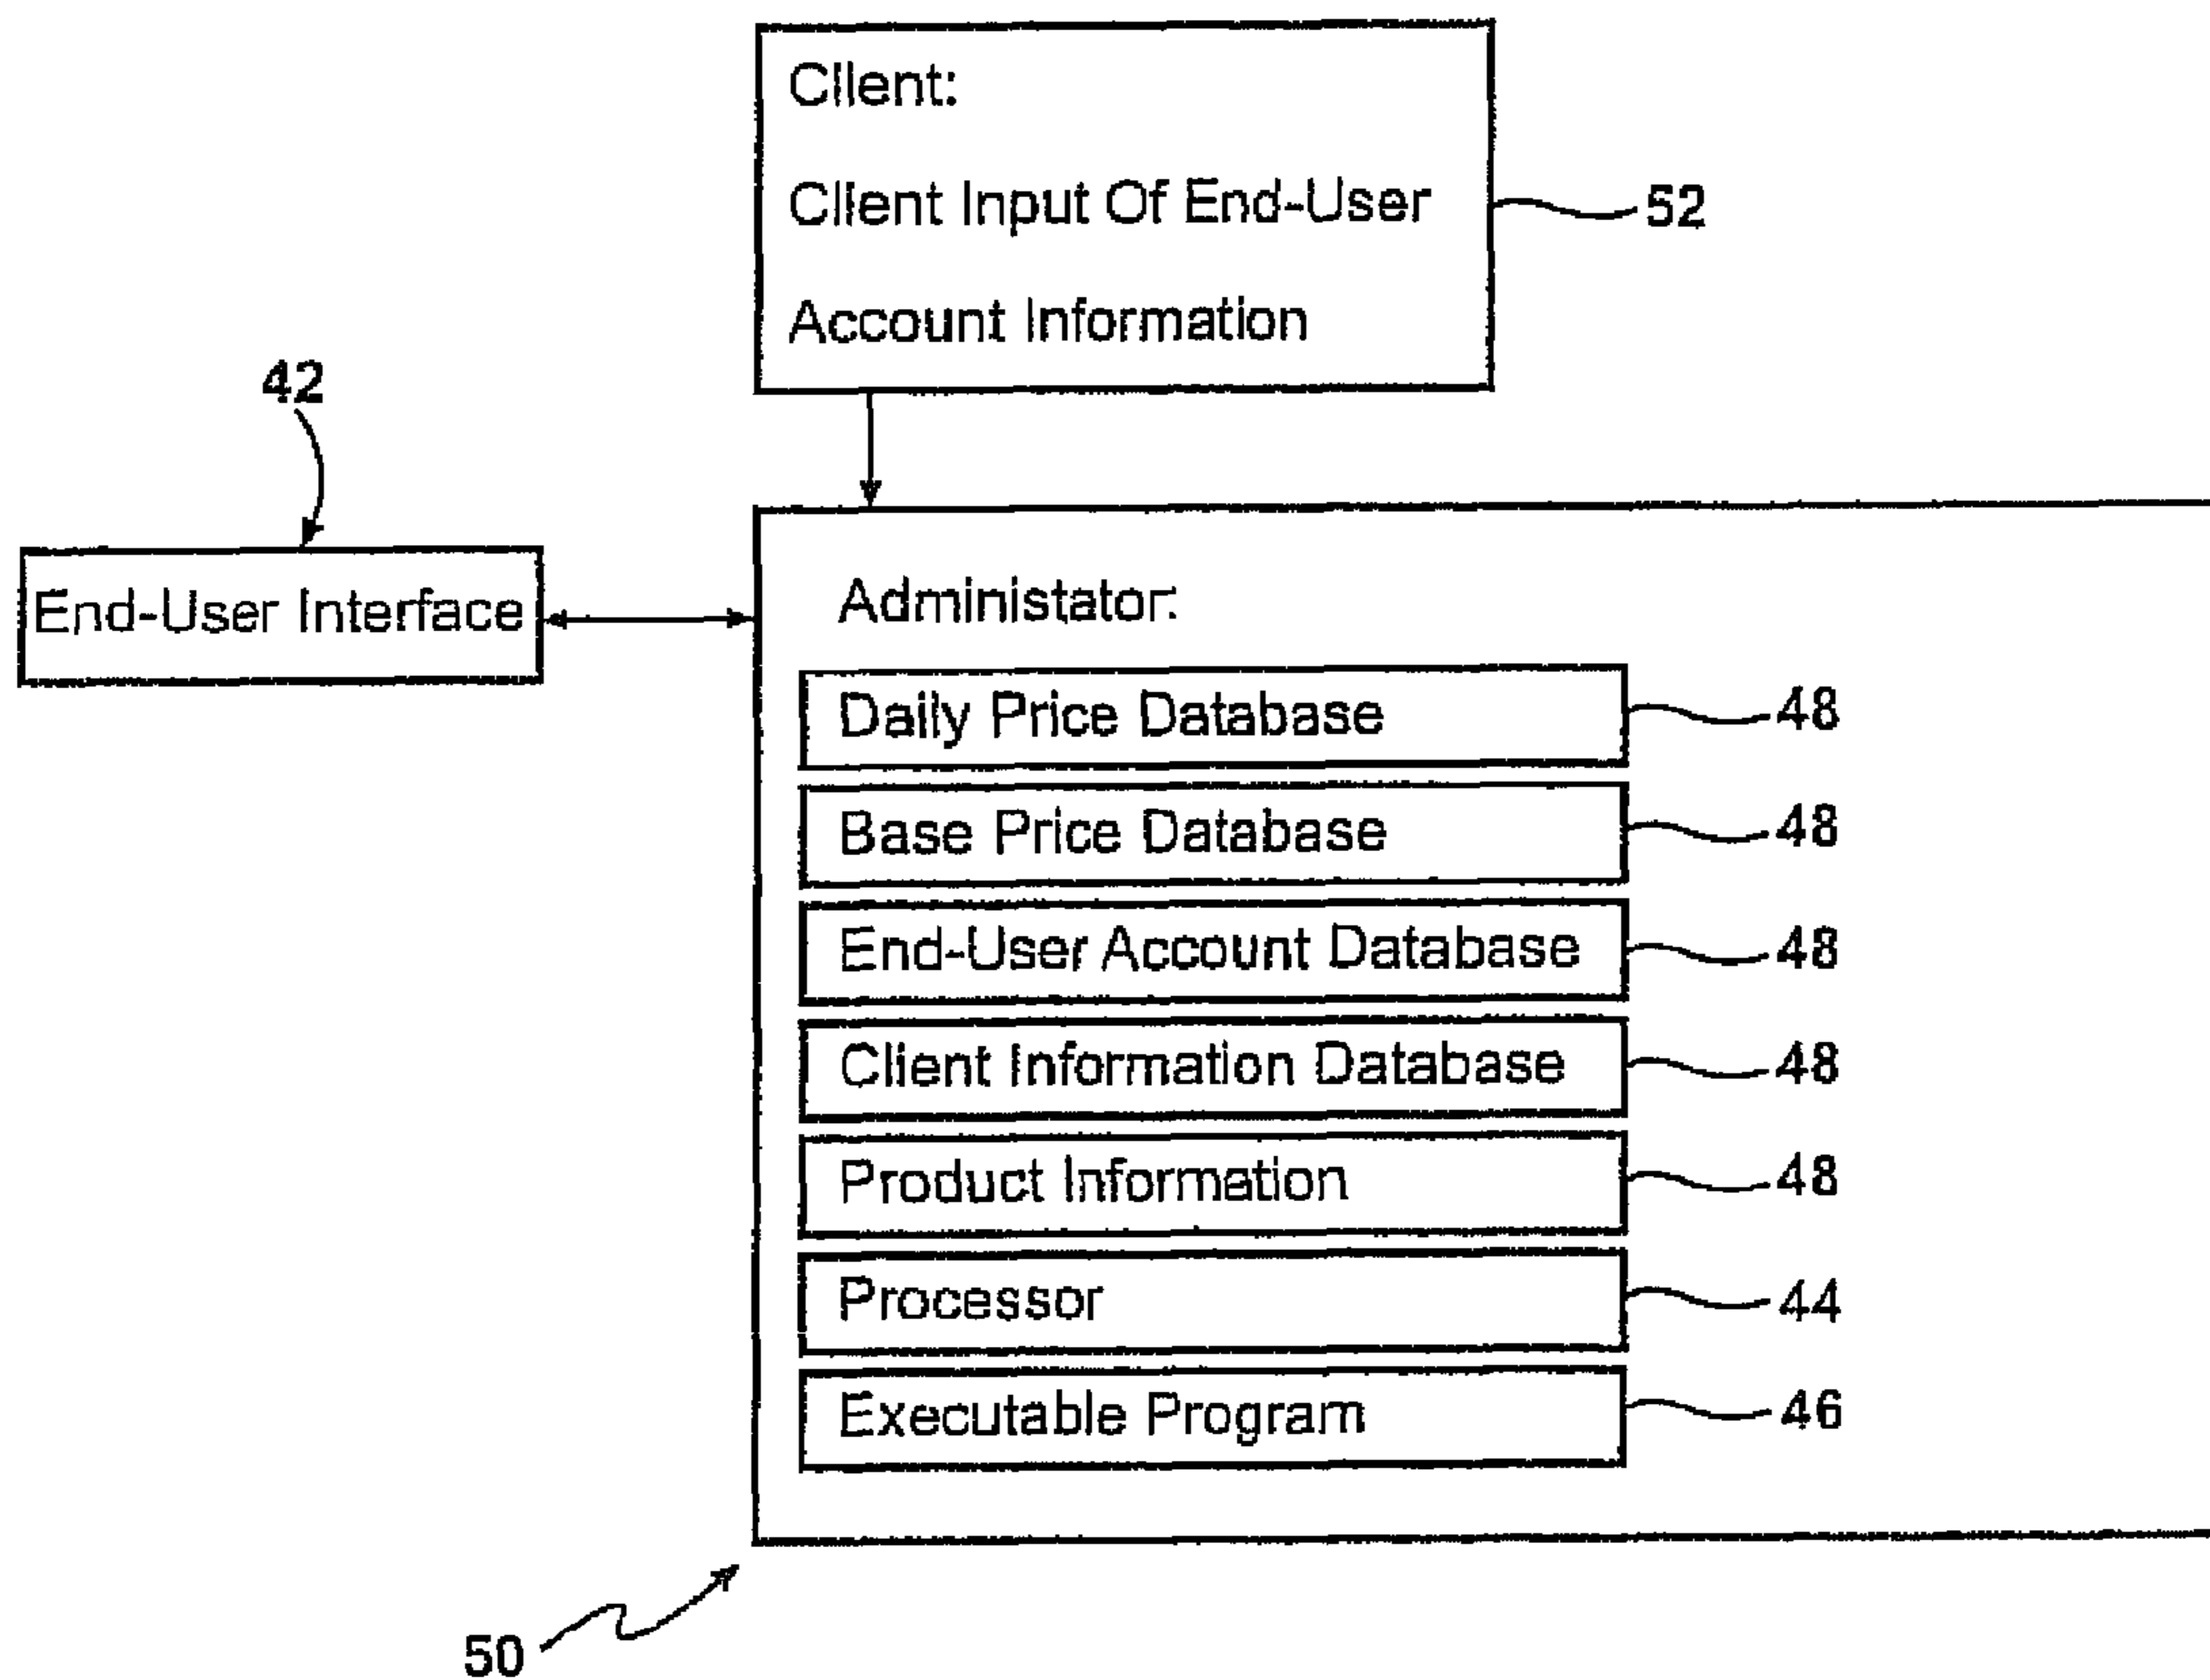 Client:
Client Input Of End-User
52
Account Information
42
End-User Interface
Administator:
Daily Price Database
48
Base Price Database
48
End-User Account Database
48
Client Information Database
48
Product Information
48
Processor
44
Executable Program
46
50